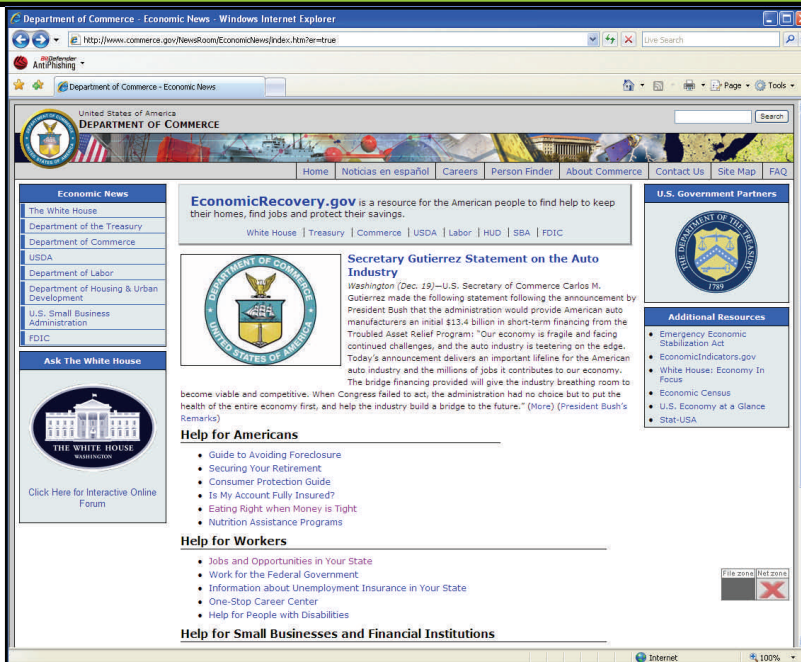 Department of Commerce - Economic News - Windows Internet Explorer
http://www.commerce.gov/NewsRoom/EconomicNews/index.htm?er=true
Live Search
BitDefender
AntiPhishing
Department of Commerce - Economic News
Page
Tools
United States of America
DEPARTMENT OF COMMERCE
Search
Home
Noticias en español
Careers
Person Finder
About Commerce
Contact Us
Site Map
FAQ
Economic News
The White House
Department of the Treasury
Department of Commerce
USDA
Department of Labor
Department of Housing & Urban
Development
U.S. Small Business
Administration
FDIC
Ask The White House
THE WHITE HOUSE
WASHINGTON
Click Here for Interactive Online
Forum
EconomicRecovery.gov is a resource for the American people to find help to keep
their homes, find jobs and protect their savings.
White House | Treasury | Commerce | USDA | Labor | HUD | SBA | FDIC
DEPARTMENT OF COMMERCE
UNITED STATES OF AMERICA
Secretary Gutierrez Statement on the Auto
Industry
Washington (Dec. 19)—U.S. Secretary of Commerce Carlos M.
Gutierrez made the following statement following the announcement by
President Bush that the administration would provide American auto
manufacturers an initial $13.4 billion in short-term financing from the
Troubled Asset Relief Program: "Our economy is fragile and facing
continued challenges, and the auto industry is teetering on the edge.
Today's announcement delivers an important lifeline for the American
auto industry and the millions of jobs it contributes to our economy.
The bridge financing provided will give the industry breathing room to
become viable and competitive. When Congress failed to act, the administration had no choice but to put the
health of the entire economy first, and help the industry build a bridge to the future." (More) (President Bush's
Remarks)
Help for Americans
Guide to Avoiding Foreclosure
Securing Your Retirement
Consumer Protection Guide
Is My Account Fully Insured?
Eating Right when Money is Tight
Nutrition Assistance Programs
Help for Workers
Jobs and Opportunities in Your State
Work for the Federal Government
Information about Unemployment Insurance in Your State
One-Stop Career Center
Help for People with Disabilities
Help for Small Businesses and Financial Institutions
U.S. Government Partners
THE DEPARTMENT OF THE TREASURY
1789
Additional Resources
Emergency Economic
Stabilization Act
EconomicIndicators.gov
White House: Economy In
Focus
Economic Census
U.S. Economy at a Glance
Stat-USA
File zone
Net zone
Internet
100%